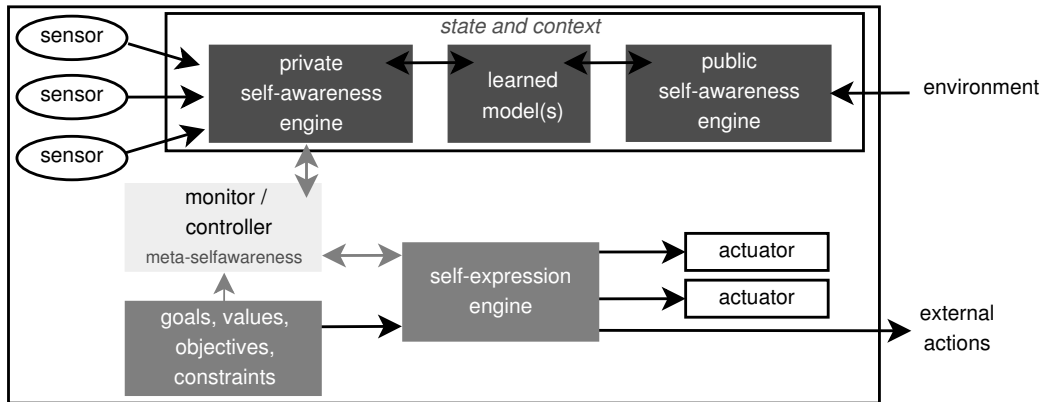 state and context
sensor
sensor
sensor
private
self-awareness
engine
learned
model(s)
public
self-awareness
engine
environment
monitor /
controller
meta-selfawareness
goals, values,
objectives,
constraints
self-expression
engine
actuator
actuator
external
actions